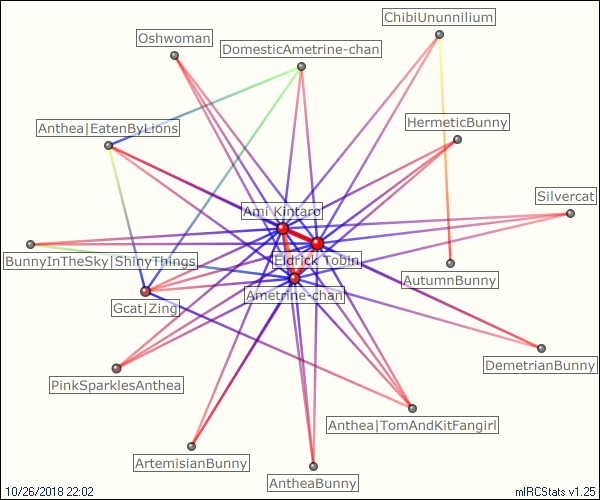 ChibiUnunnilium
Oshwoman
DomesticAmetrine-chan
HermeticBunny
Anthea|EatenByLions
Silvercat
Ami Kintaro
Eldrick Tobin
BunnyInTheSky|ShinyThings
AutumnBunny
Ametrine-chan
Gcat|Zing
DemetrianBunny
PinkSparklesAnthea
Anthea|TomAndKitFangirl
ArtemisianBunny
AntheaBunny
10/26/2018 22:02
mIRCStats v1.25